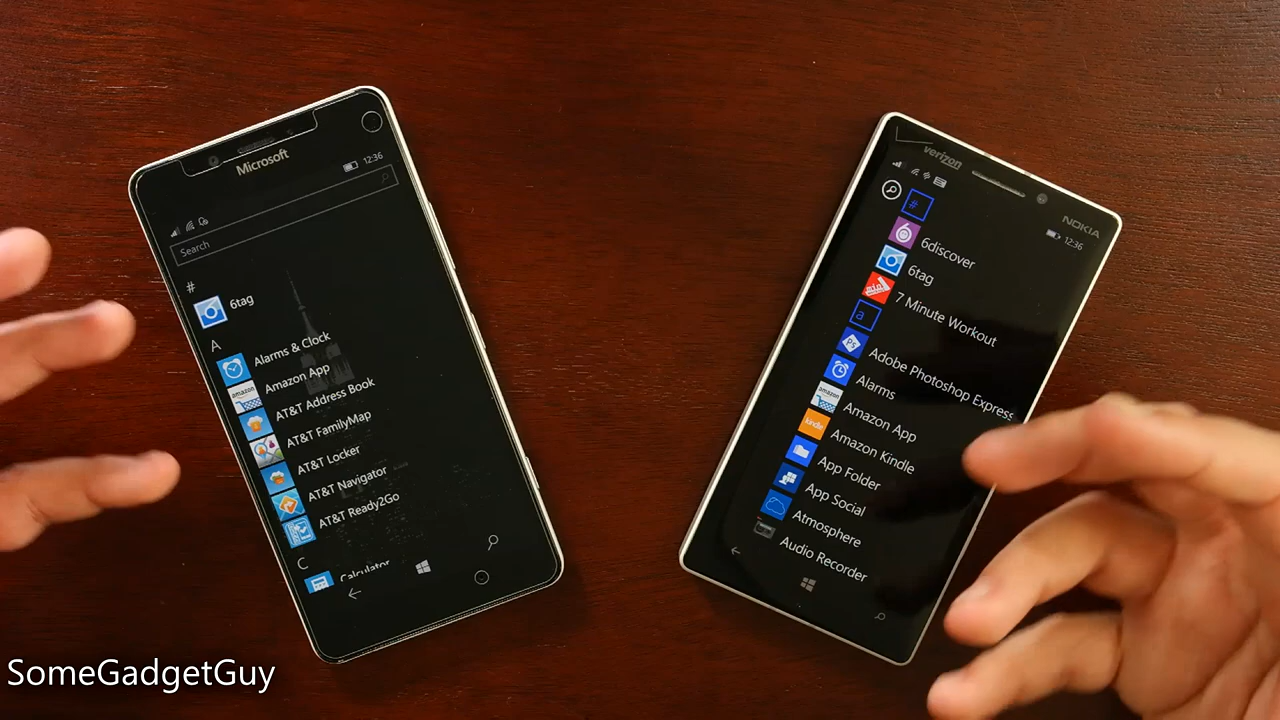 Microsoft
12:36
Search
#
6tag
A
Alarms & Clock
amazon
Amazon App
AT&T Address Book
AT&T FamilyMap
AT&T Locker
AT&T Navigator
AT&T Ready2Go
C
Calculator
verizon
NOKIA
12:36
#
6discover
6tag
7 Minute Workout
a
Ps
Adobe Photoshop Express
Alarms
amazon
Amazon App
kindle
Amazon Kindle
App Folder
App Social
Atmosphere
Audio Recorder
SomeGadgetGuy